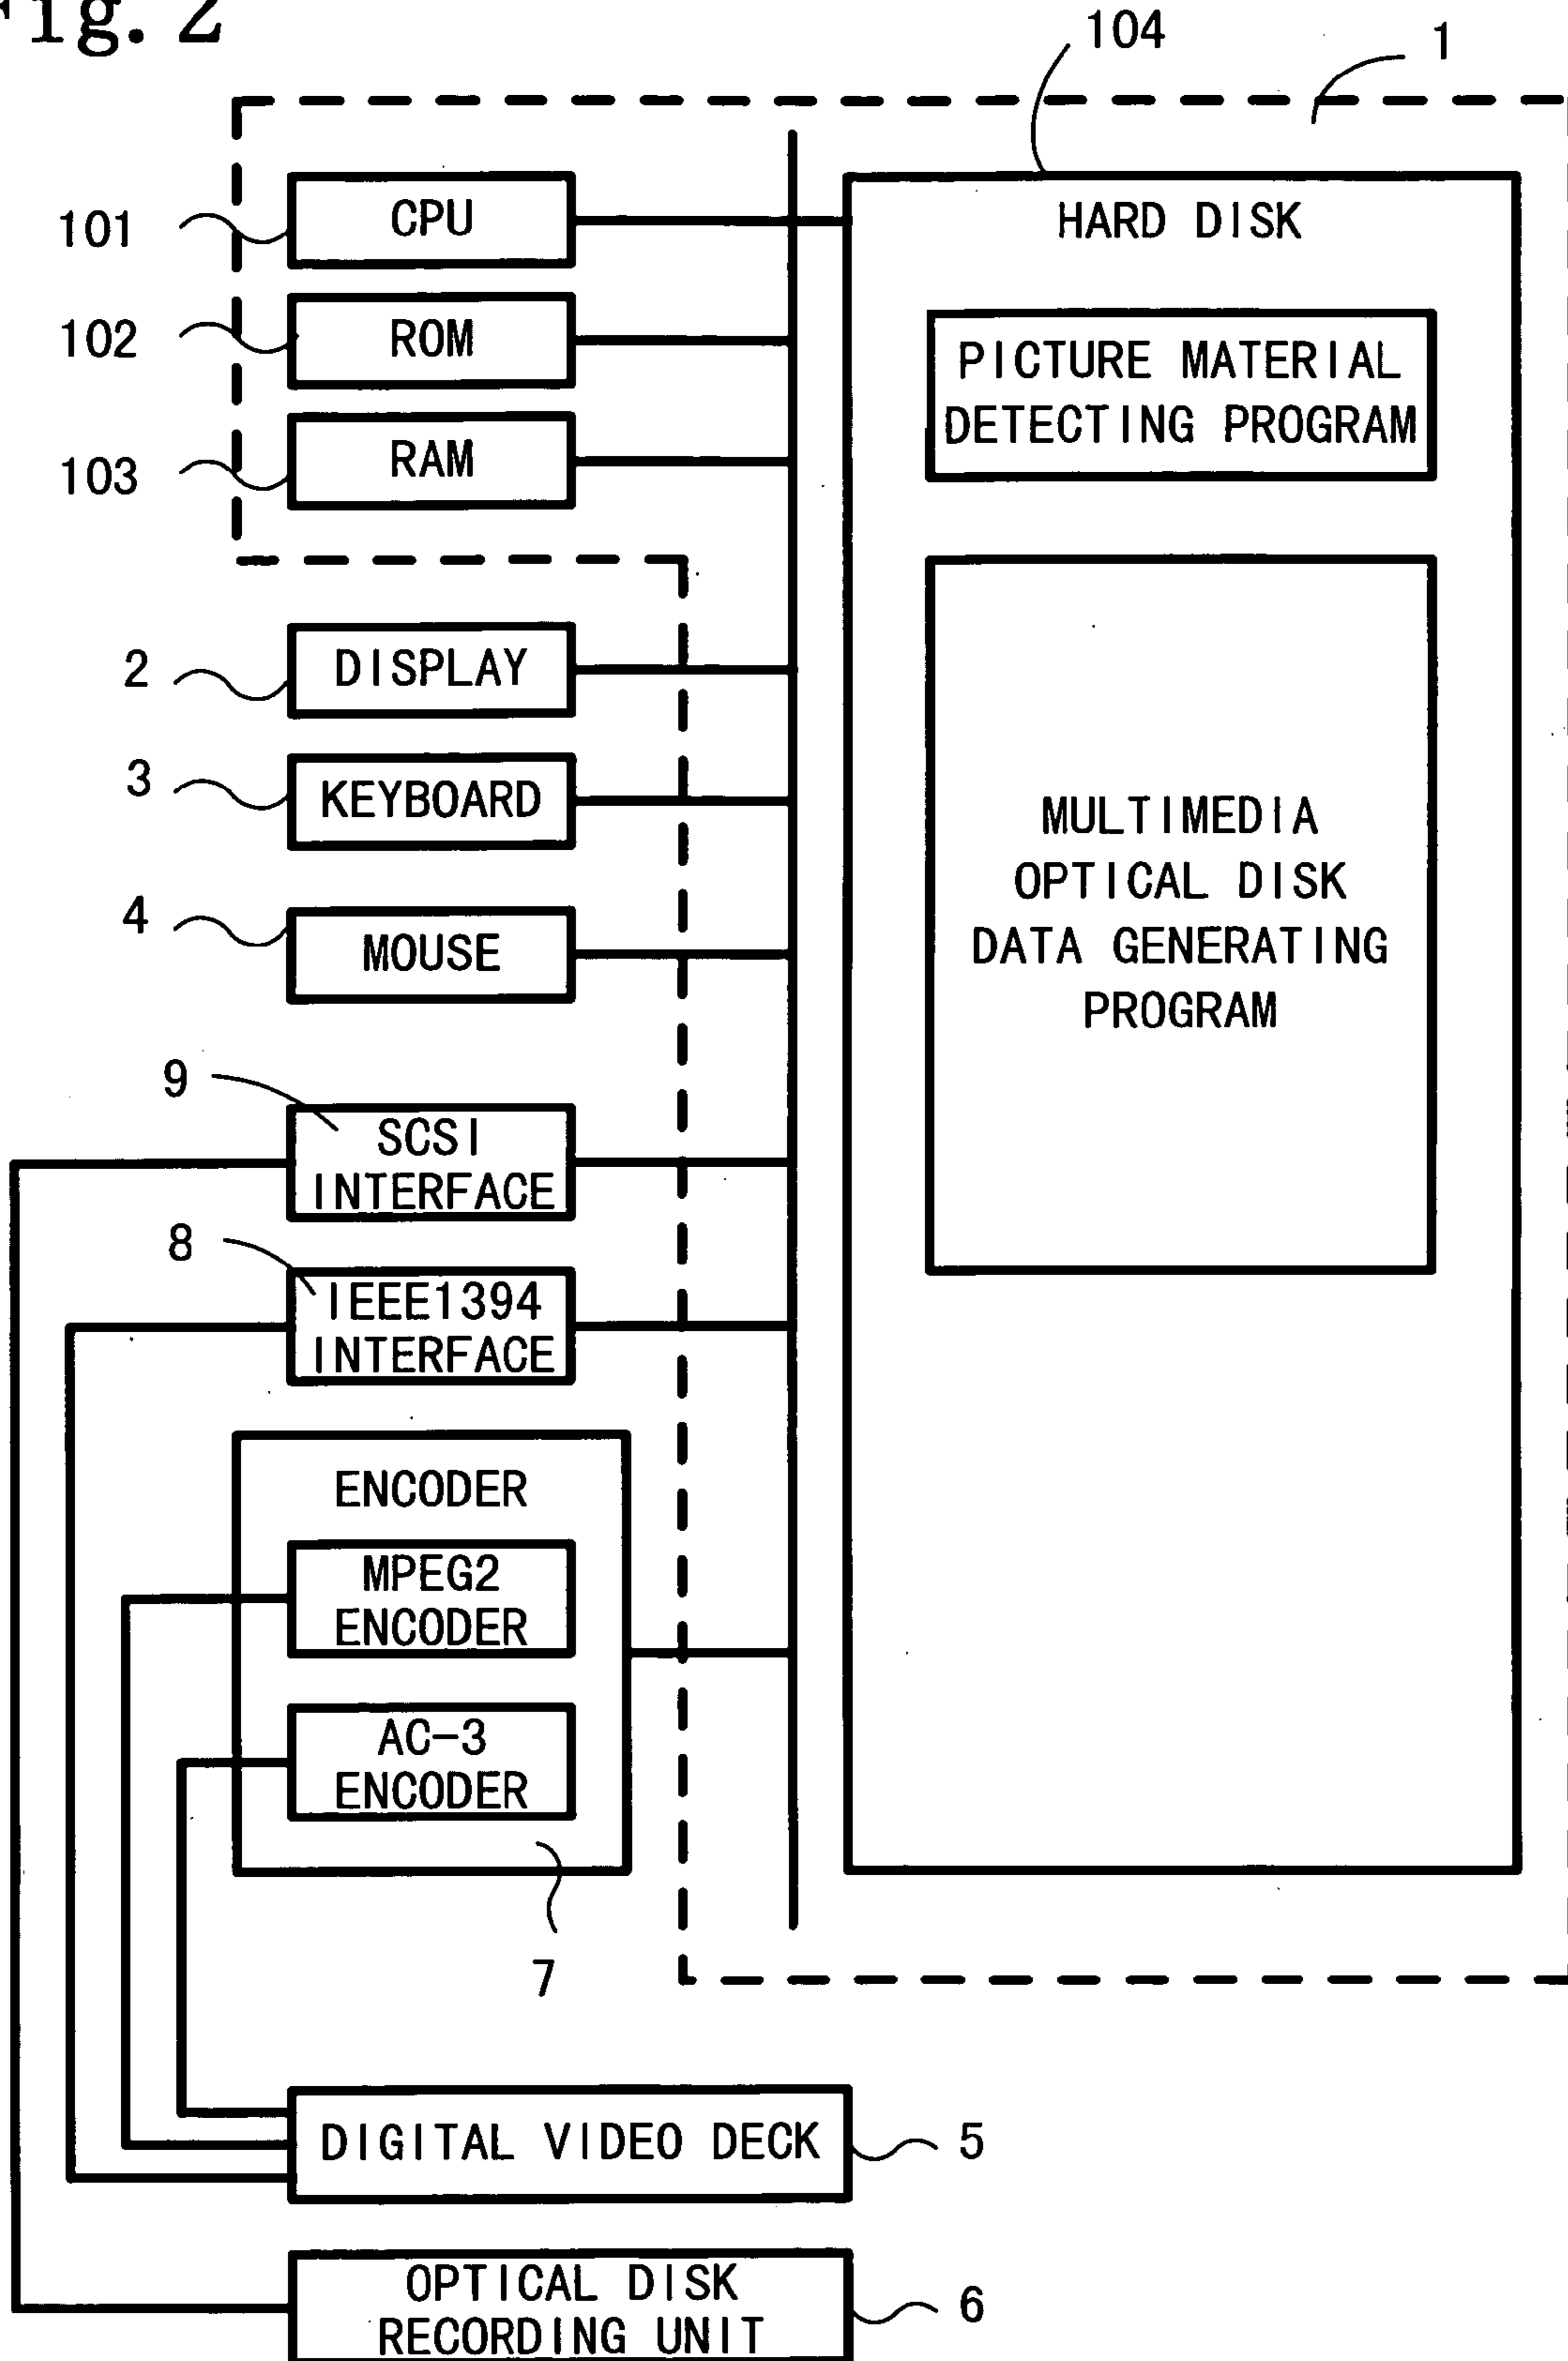 Fig. 2
104
1
101
CPU
HARD DISK
102
ROM
PICTURE MATERIAL
DETECTING PROGRAM
103
RAM
2
DISPLAY
3
KEYBOARD
MULTIMEDIA
OPTICAL DISK
DATA GENERATING
PROGRAM
4
MOUSE
9
SCSI
INTERFACE
8
IEEE1394
INTERFACE
ENCODER
MPEG2
ENCODER
AC-3
ENCODER
7
DIGITAL VIDEO DECK
5
OPTICAL DISK
RECORDING UNIT
6